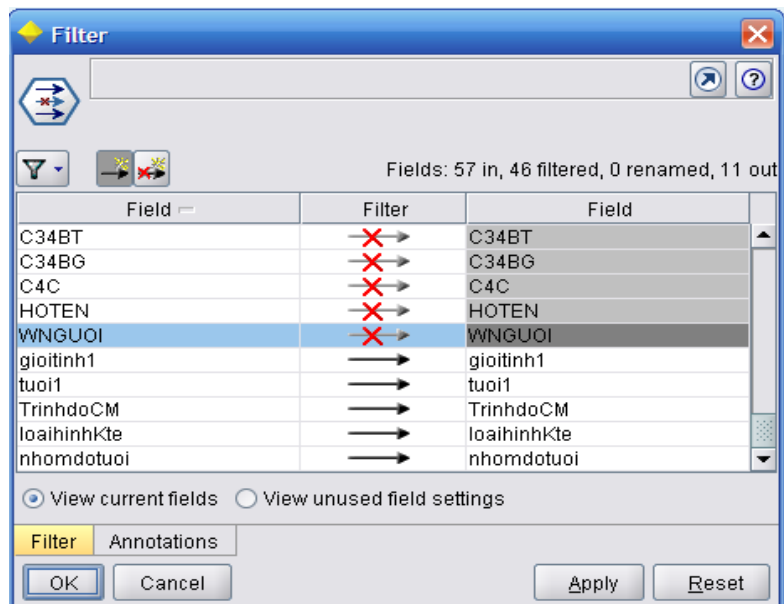 Filter
Fields: 57 in, 46 filtered, 0 renamed, 11 out
Field Filter Field
C34BT C34BT
C34BG C34BG
C4C C4C
HOTEN HOTEN
WNGUOI WNGUOI
gioitinh1 gioitinh1
tuoi1 tuoi1
TrinhdoCM TrinhdoCM
loaihinhKte loaihinhKte
nhomdotuoi nhomdotuoi
View current fields View unused field settings
Filter Annotations
OK Cancel Apply Reset